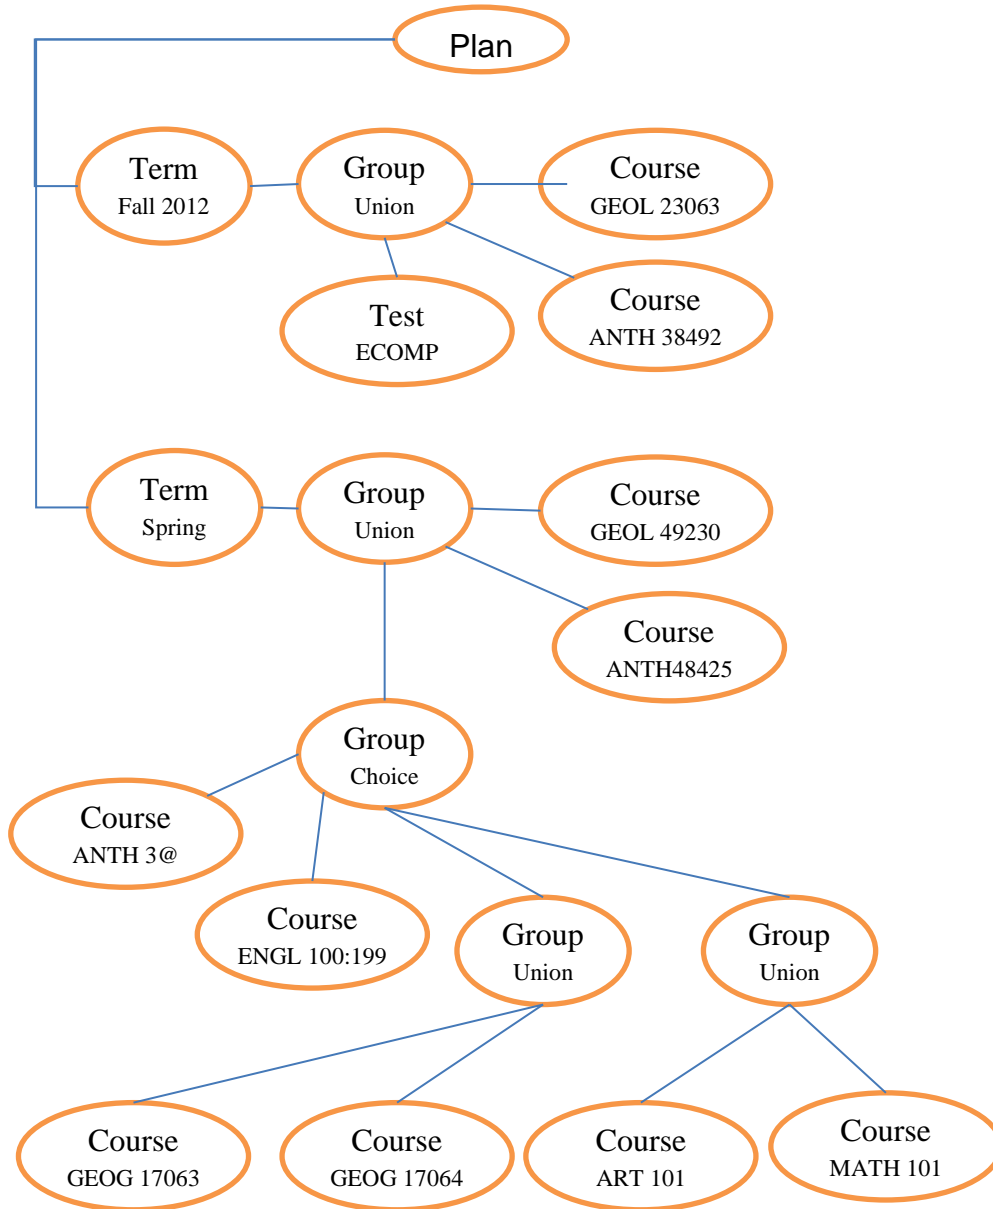 Plan
Term
Fall 2012
Group
Union
Course
GEOL 23063
Test
ECOMP
Course
ANTH 38492
Term
Spring
Group
Union
Course
GEOL 49230
Course
ANTH48425
Group
Choice
Course
ANTH 3@
Course
ENGL 100:199
Group
Union
Group
Union
Course
GEOG 17063
Course
GEOG 17064
Course
ART 101
Course
MATH 101